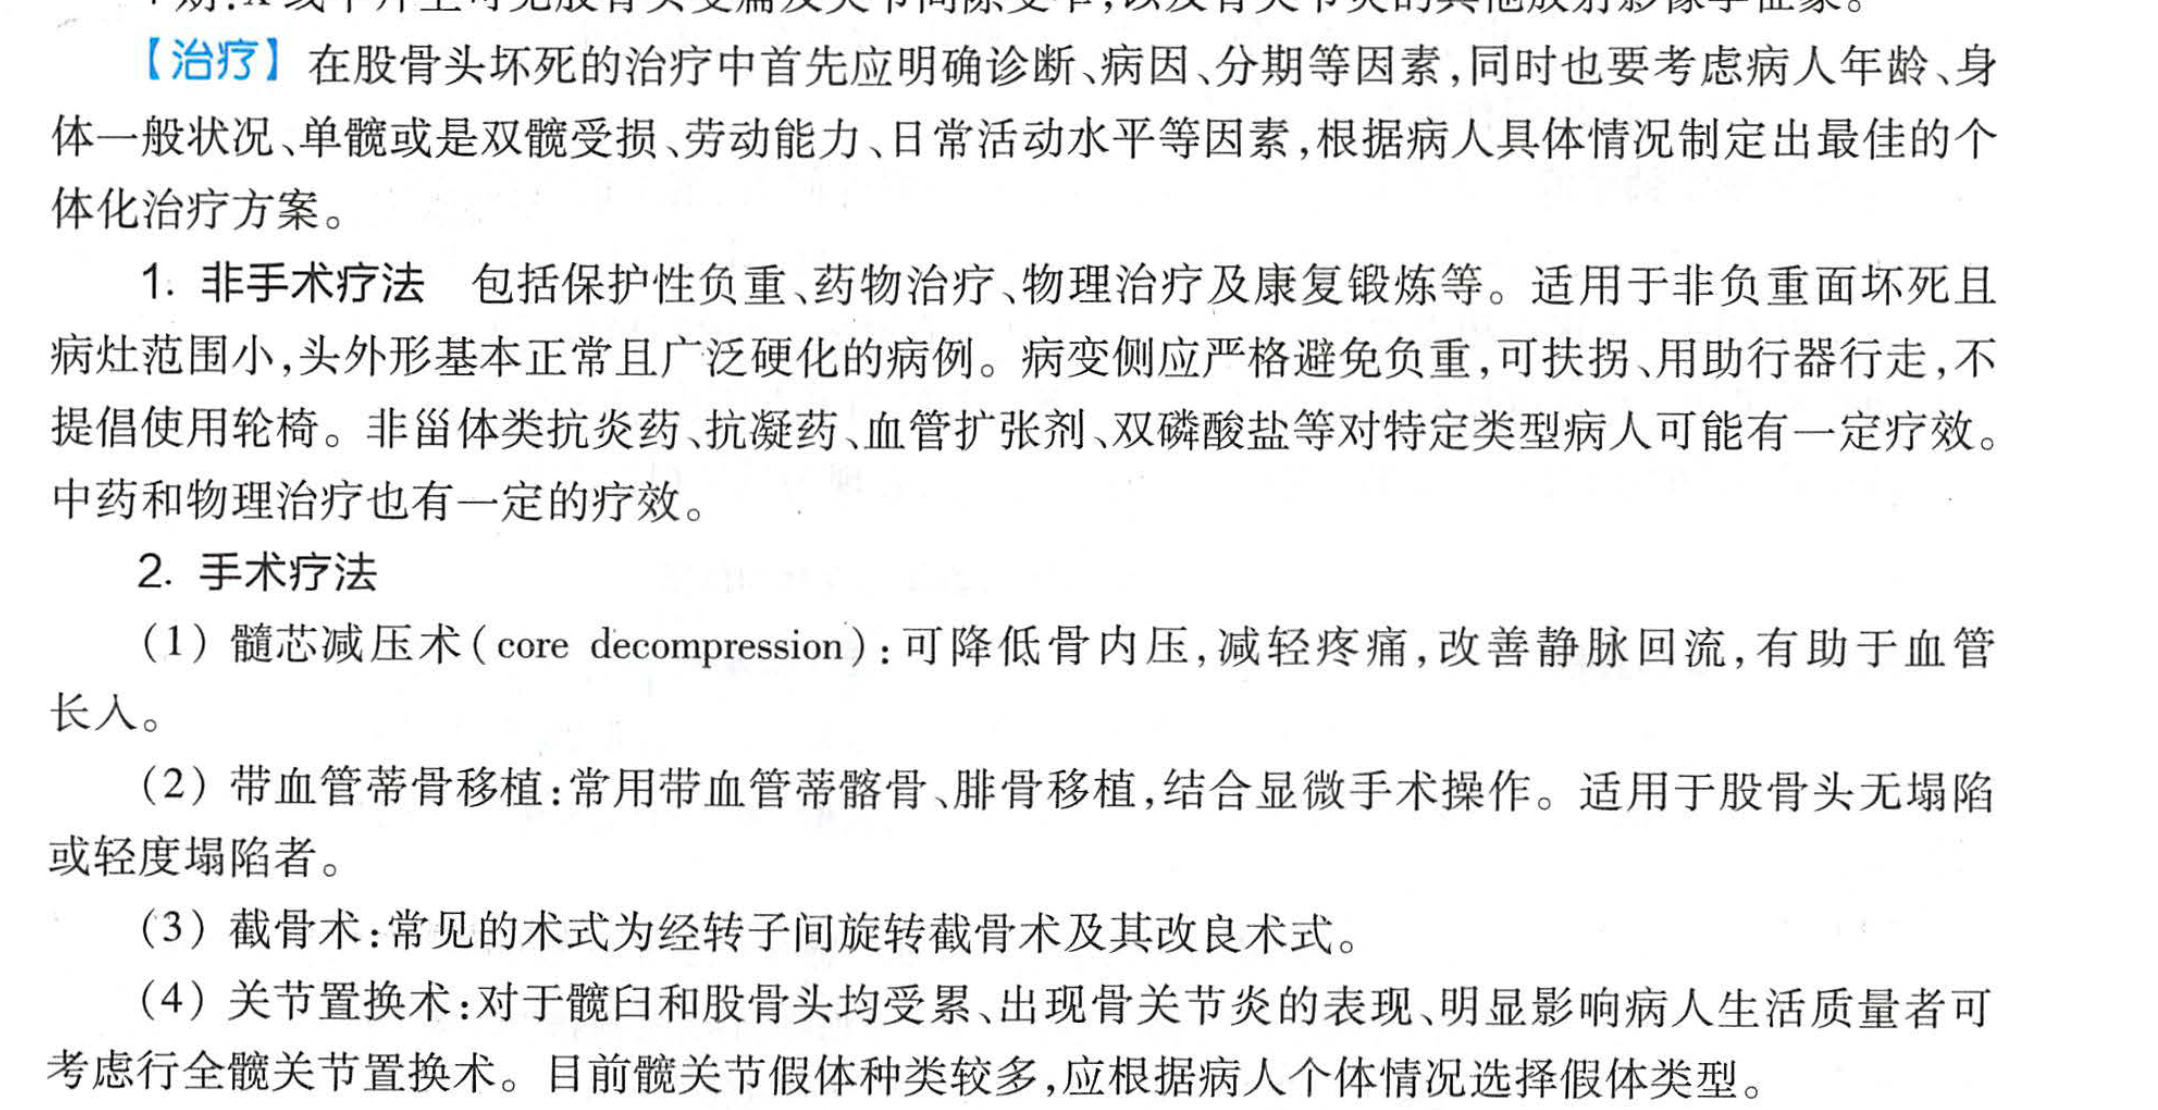 【治疗】 在股骨头坏死的治疗中首先应明确诊断、病因、分期等因素,同时也要考虑病人年龄、身
体一般状况、单髋或是双髋受损、劳动能力、日常活动水平等因素,根据病人具体情况制定出最佳的个
体化治疗方案。
1. 非手术疗法 包括保护性负重、药物治疗、物理治疗及康复锻炼等。适用于非负重面坏死且
病灶范围小,头外形基本正常且广泛硬化的病例。病变侧应严格避免负重,可扶拐、用助行器行走,不
提倡使用轮椅。非甾体类抗炎药、抗凝药、血管扩张剂、双磷酸盐等对特定类型病人可能有一定疗效。
中药和物理治疗也有一定的疗效。
2. 手术疗法
(1) 髓芯减压术(core decompression):可降低骨内压,减轻疼痛,改善静脉回流,有助于血管
长入。
(2) 带血管蒂骨移植:常用带血管蒂髂骨、腓骨移植,结合显微手术操作。适用于股骨头无塌陷
或轻度塌陷者。
(3) 截骨术:常见的术式为经转子间旋转截骨术及其改良术式。
(4) 关节置换术:对于髋臼和股骨头均受累、出现骨关节炎的表现、明显影响病人生活质量者可
考虑行全髋关节置换术。目前髋关节假体种类较多,应根据病人个体情况选择假体类型。